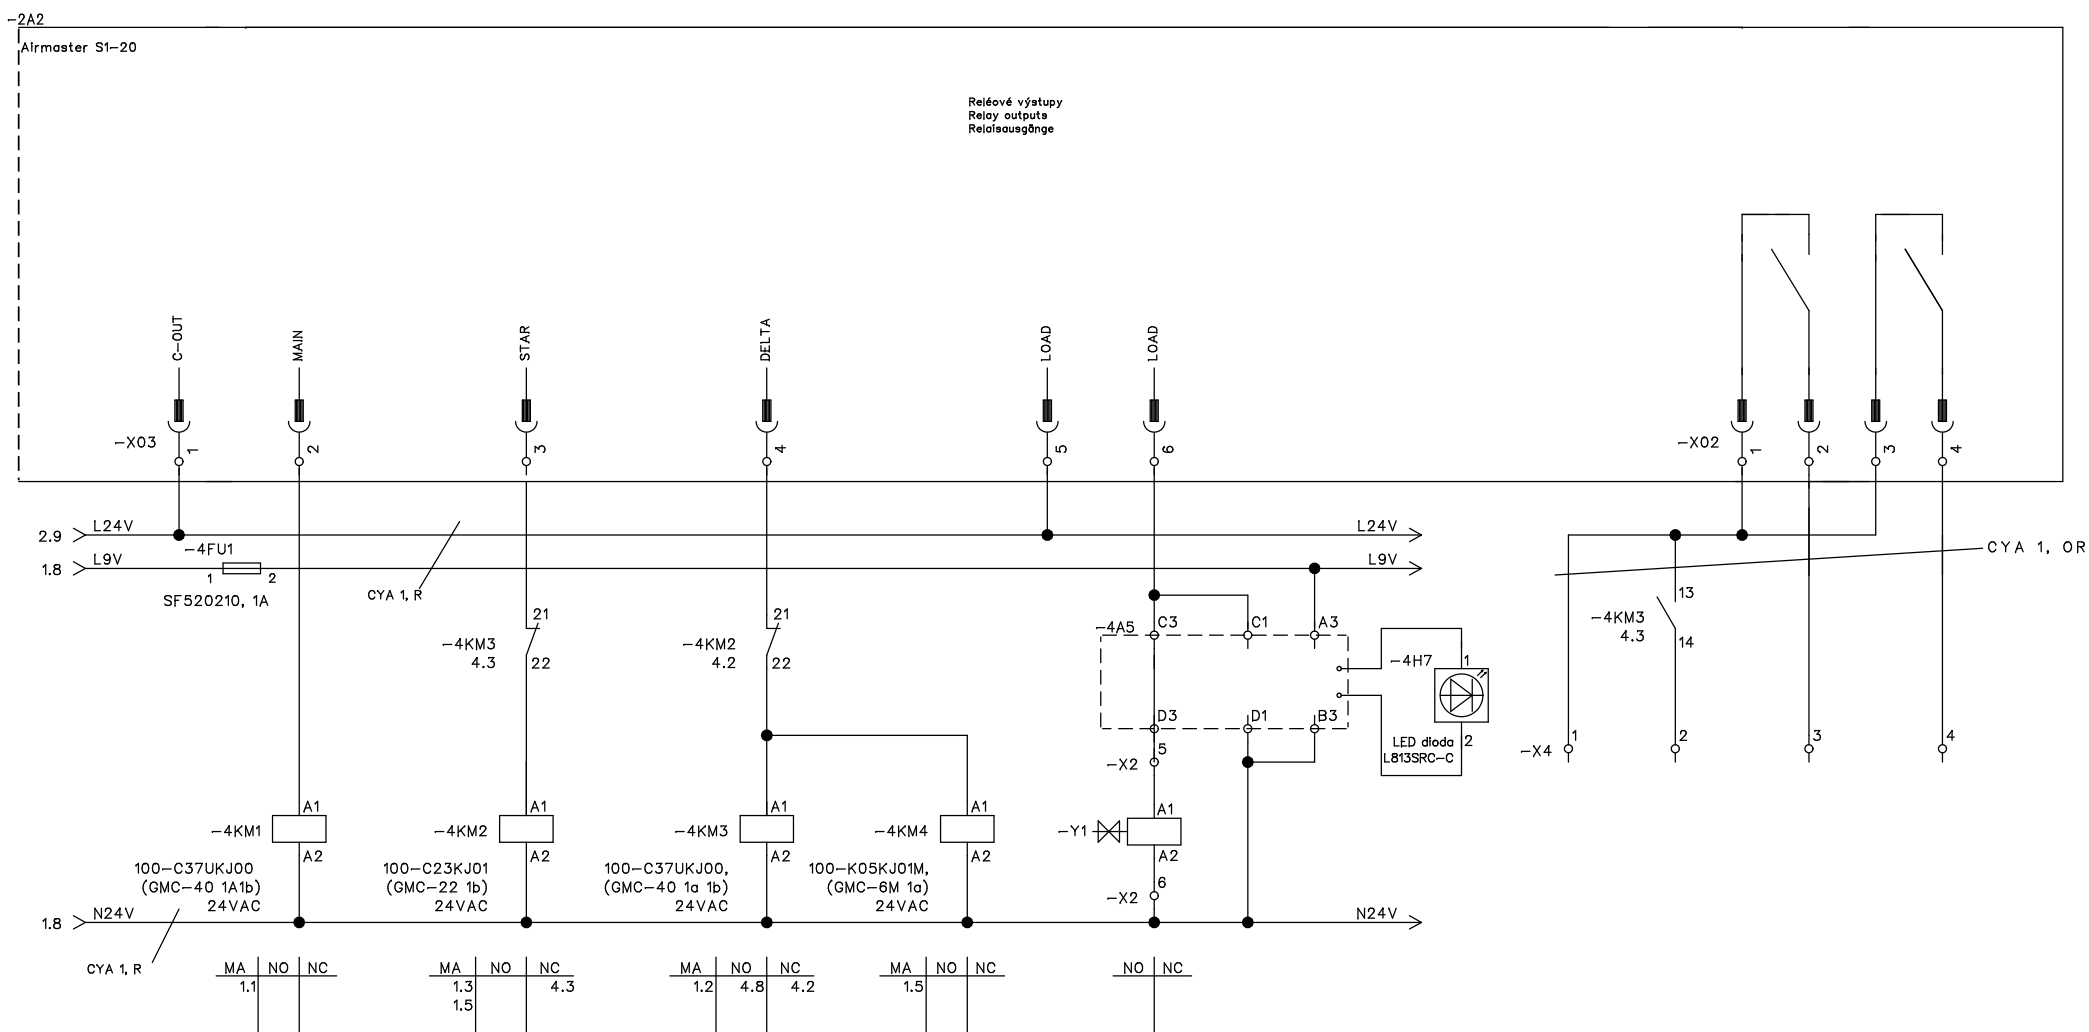 -2A2
Airmaster S1-20
Reléové výstupy
Relay outputs
Relaisausgänge
C-OUT
MAIN
STAR
DELTA
LOAD
LOAD
-X03
1
2
3
4
5
6
-X02
1
2
3
4
2.9
L24V
L24V
-4FU1
1.8
L9V
1
2
L9V
SF520210, 1A
CYA 1, R
CYA 1, OR
21
-4KM3
4.3
22
21
-4KM2
4.2
22
-4A5
C3
C1
A3
-4H7
1
D3
D1
B3
LED dioda
2
L813SRC-C
13
-4KM3
4.3
14
-X2
5
-X4
1
2
3
4
A1
-4KM1
A2
100-C37UKJ00
(GMC-40 1A1b)
24VAC
A1
-4KM2
A2
100-C23KJ01
(GMC-22 1b)
24VAC
A1
-4KM3
A2
100-C37UKJ00,
(GMC-40 1a 1b)
24VAC
A1
-4KM4
A2
100-K05KJ01M,
(GMC-6M 1a)
24VAC
A1
-Y1
A2
6
-X2
1.8
N24V
N24V
CYA 1, R
MA NO NC
1.1
MA NO NC
1.3 4.3
1.5
MA NO NC
1.2 4.8 4.2
MA NO NC
1.5
NO NC